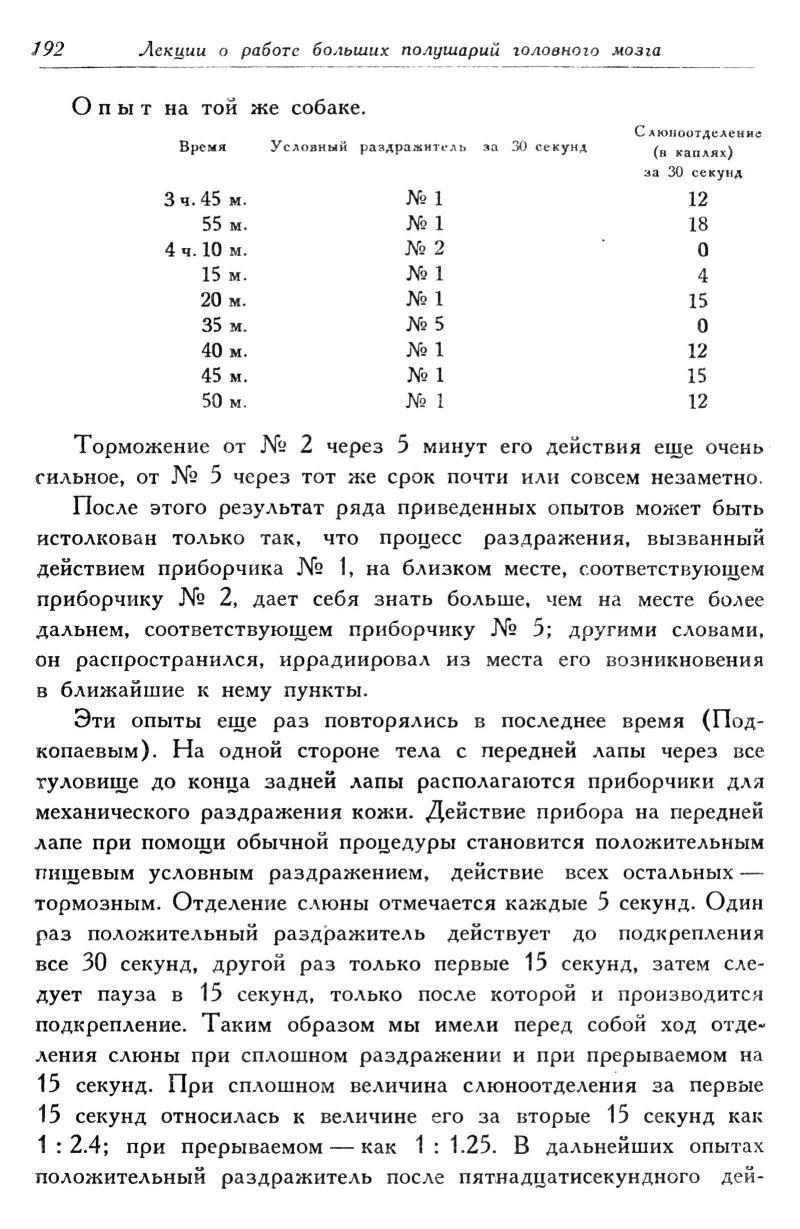 192 Лекции о работе больших полушарий головного мозга
Опыт на той же собаке.
Время Условный раздражитель за 30 секунд Слюноотделение (в каплях) за 30 секунд
3 ч. 45 м. № 1 12
55 м. № 1 18
4 ч. 10 м. № 2 0
15 м. № 1 4
20 м. № 1 15
35 м. № 5 0
40 м. № 1 12
45 м. № 1 15
50 м. № 1 12
Торможение от № 2 через 5 минут его действия еще очень
сильное, от № 5 через тот же срок почти или совсем незаметно.
После этого результат ряда приведенных опытов может быть
истолкован только так, что процесс раздражения, вызванный
действием приборчика № 1, на близком месте, соответствующем
приборчику № 2, дает себя знать больше, чем на месте более
дальнем, соответствующем приборчику № 5; другими словами,
он распространился, иррадиировал из места его возникновения
в ближайшие к нему пункты.
Эти опыты еще раз повторялись в последнее время (Под-
копаевым). На одной стороне тела с передней лапы через все
туловище до конца задней лапы располагаются приборчики для
механического раздражения кожи. Действие прибора на передней
лапе при помощи обычной процедуры становится положительным
пищевым условным раздражением, действие всех остальных —
тормозным. Отделение слюны отмечается каждые 5 секунд. Один
раз положительный раздражитель действует до подкрепления
все 30 секунд, другой раз только первые 15 секунд, затем сле-
дует пауза в 15 секунд, только после которой и производится
подкрепление. Таким образом мы имели перед собой ход отде-
ления слюны при сплошном раздражении и при прерываемом на
15 секунд. При сплошном величина слюноотделения за первые
15 секунд относилась к величине его за вторые 15 секунд как
1 : 2.4; при прерываемом — как 1 : 1.25. В дальнейших опытах
положительный раздражитель после пятнадцатисекундного дей-